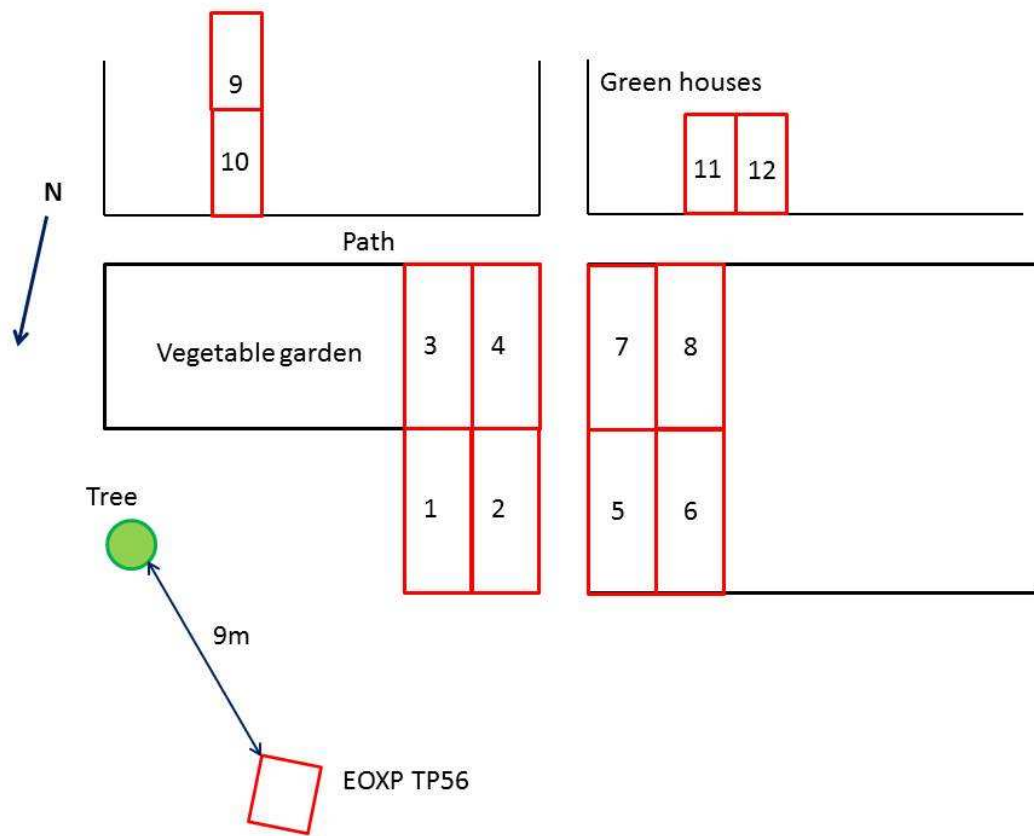 9
Green houses
10
11 12
N
Path
Vegetable garden
3 4
7 8
1 2
5 6
Tree
9m
EOXP TP56